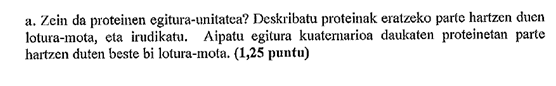 a. Zein da proteinen egitura-unitatea? Deskribatu proteinak eratzeko parte hartzen duen
lotura-mota, eta irudikatu. Aipatu egitura kuaternarioa daukaten proteinetan parte
hartzen duten beste bi lotura-mota. (1,25 puntu)